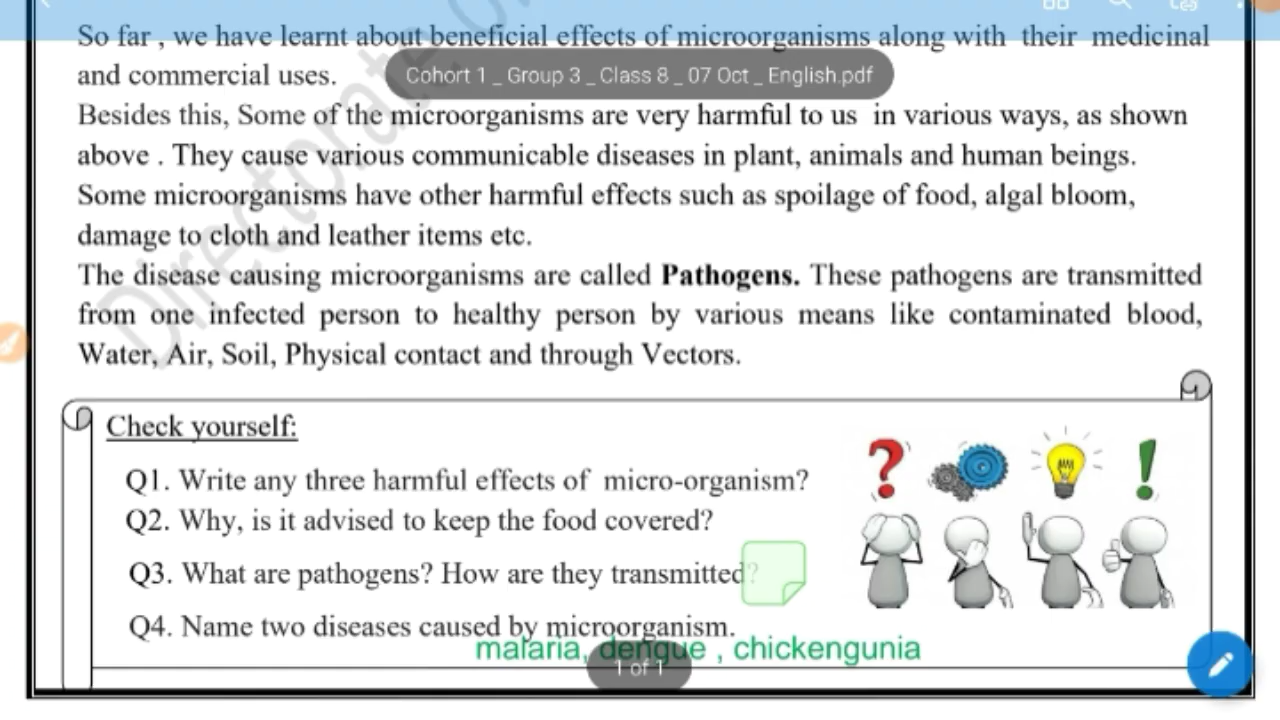 So far , we have learnt about beneficial effects of microorganisms along with their medicinal
and commercial uses.
Cohort 1 _ Group 3 _ Class 8 _ 07 Oct _ English.pdf
Besides this, Some of the microorganisms are very harmful to us in various ways, as shown
above . They cause various communicable diseases in plant, animals and human beings.
Some microorganisms have other harmful effects such as spoilage of food, algal bloom,
damage to cloth and leather items etc.
The disease causing microorganisms are called Pathogens. These pathogens are transmitted
from one infected person to healthy person by various means like contaminated blood,
Water, Air, Soil, Physical contact and through Vectors.
Check yourself:
Q1. Write any three harmful effects of micro-organism?
Q2. Why, is it advised to keep the food covered?
Q3. What are pathogens? How are they transmitted?
Q4. Name two diseases caused by microorganism.
malaria, dengue , chickengunia
1 of 1
Directorate of